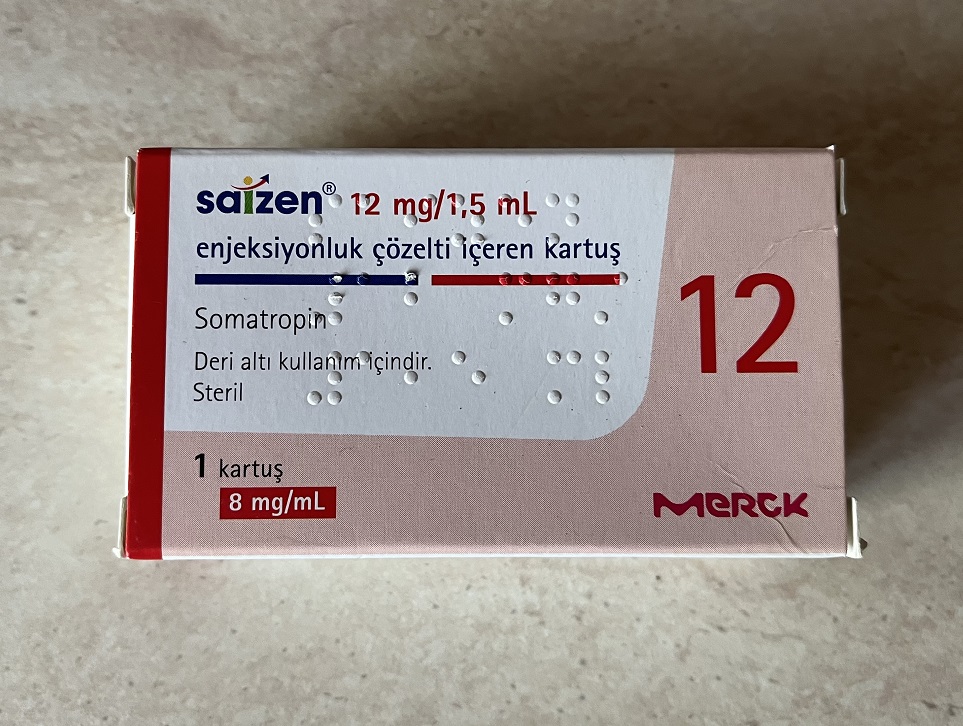 saizen® 12 mg/1,5 mL
enjeksiyonluk çözelti içeren kartuş
Somatropin
Deri altı kullanım içindir.
Steril
12
1 kartuş
8 mg/mL
MERCK